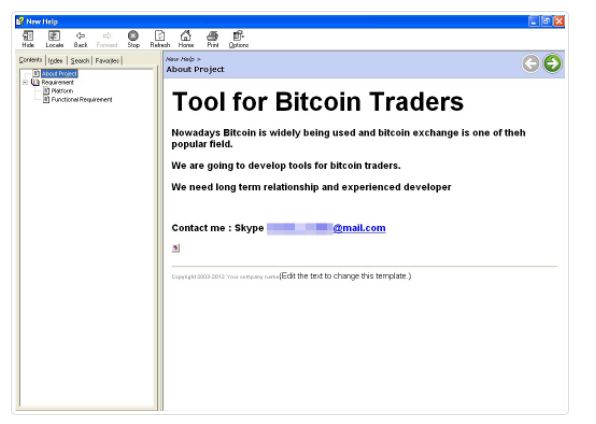 New Help
Hide Locate Back Forward Stop Refresh Home Print Options
Contents Index Search Favorites
About Project
Requirement
Platform
Functional Requirement
New Help >
About Project
Tool for Bitcoin Traders
Nowadays Bitcoin is widely being used and bitcoin exchange is one of theh
popular field.
We are going to develop tools for bitcoin traders.
We need long term relationship and experienced developer
Contact me : Skype @mail.com
Copyright 2003-2013 Your company name(Edit the text to change this template.)